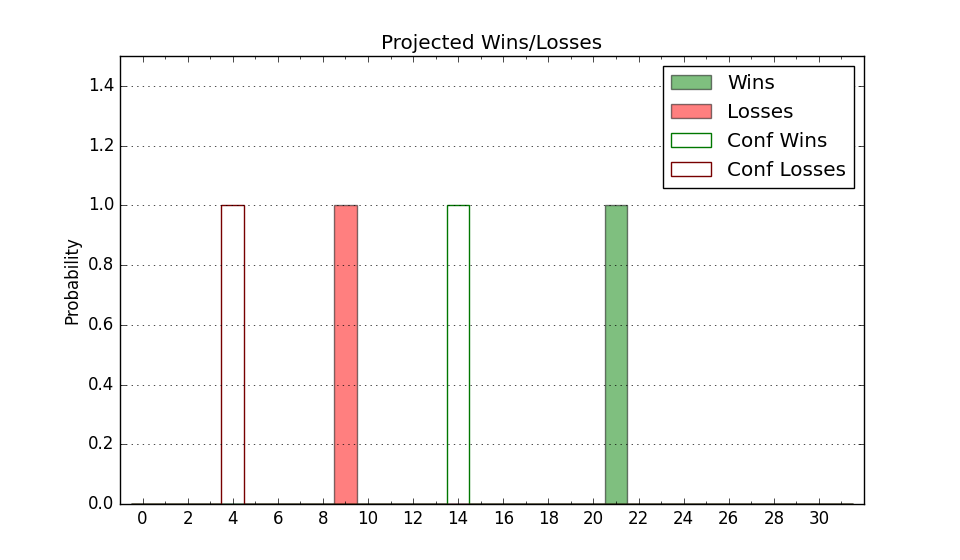 Projected Wins/Losses
Wins
Losses
Conf Wins
Conf Losses
Probability
1.4
1.2
1.0
0.8
0.6
0.4
0.2
0.0
0 2 4 6 8 10 12 14 16 18 20 22 24 26 28 30